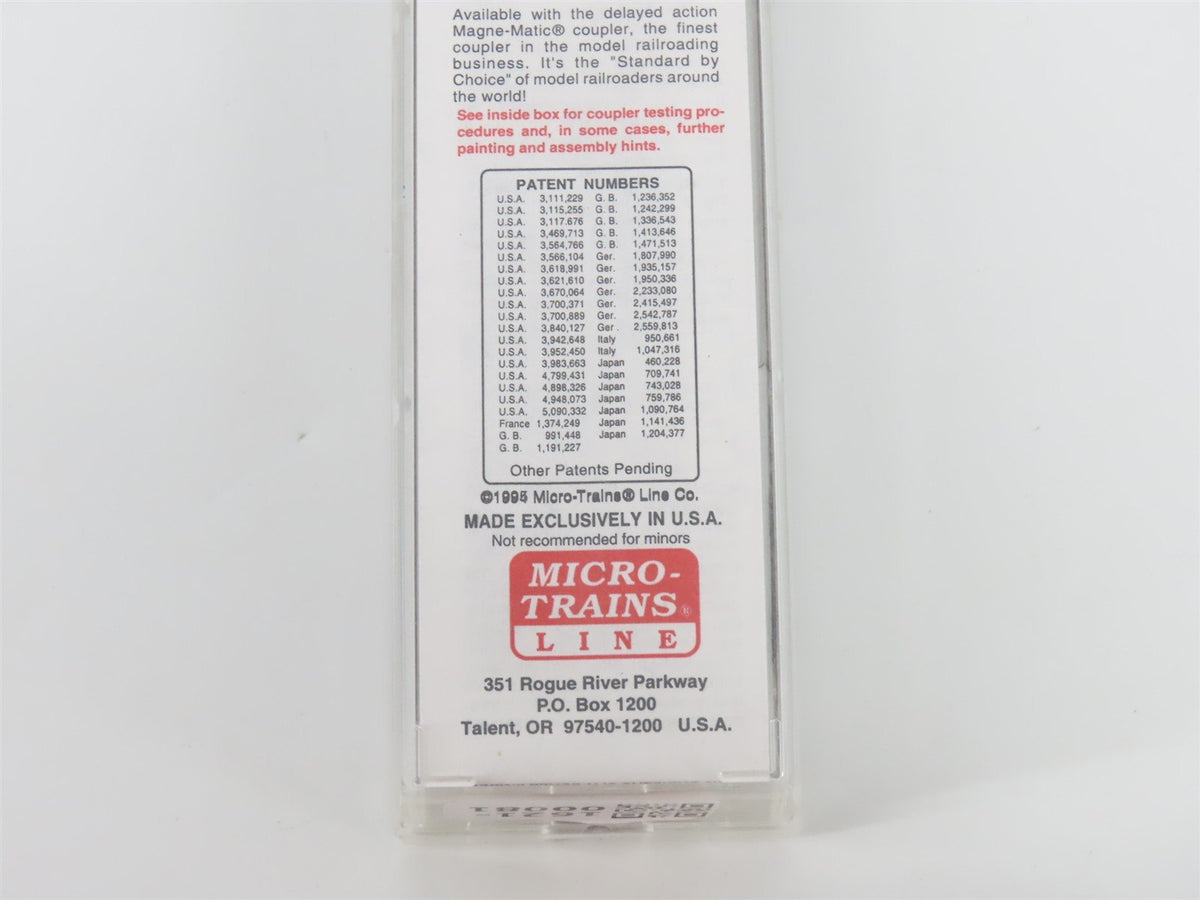 Available with the delayed action
Magne-Matic® coupler, the finest
coupler in the model railroading
business. It's the "Standard by
Choice" of model railroaders around
the world!
See inside box for coupler testing pro-
cedures and, in some cases, further
painting and assembly hints.
PATENT NUMBERS
U.S.A. 3,111,229 G. B. 1,236,352
U.S.A. 3,115,255 G. B. 1,242,299
U.S.A. 3,117.676 G. B. 1,336,543
U.S.A. 3,469,713 G. B. 1,413,646
U.S.A. 3,564,766 G. B. 1,471,513
U.S.A. 3,566,104 Ger. 1,807,990
U.S.A. 3,618,991 Ger. 1,935,157
U.S.A. 3,621,610 Ger. 1,950,336
U.S.A. 3,670,064 Ger. 2,233,080
U.S.A. 3,700,371 Ger. 2,415,497
U.S.A. 3,700,889 Ger. 2,542,787
U.S.A. 3,840,127 Ger . 2,559,813
U.S.A. 3,942,648 Italy 950,661
U.S.A. 3,952,450 Italy 1,047,316
U.S.A. 3,983,663 Japan 460,228
U.S.A. 4,799,431 Japan 709,741
U.S.A. 4,898,326 Japan 743,028
U.S.A. 4,948,073 Japan 759,786
U.S.A. 5,090,332 Japan 1,090,764
France 1,374,249 Japan 1,141,436
G. B. 991,448 Japan 1,204,377
G. B. 1,191,227
Other Patents Pending
Micro-Trains® Line Co.
MADE EXCLUSIVELY IN U.S.A.
Not recommended for minors
MICRO-
TRAINS®
LINE
351 Rogue River Parkway
P.O. Box 1200
Talent, OR 97540-1200 U.S.A.